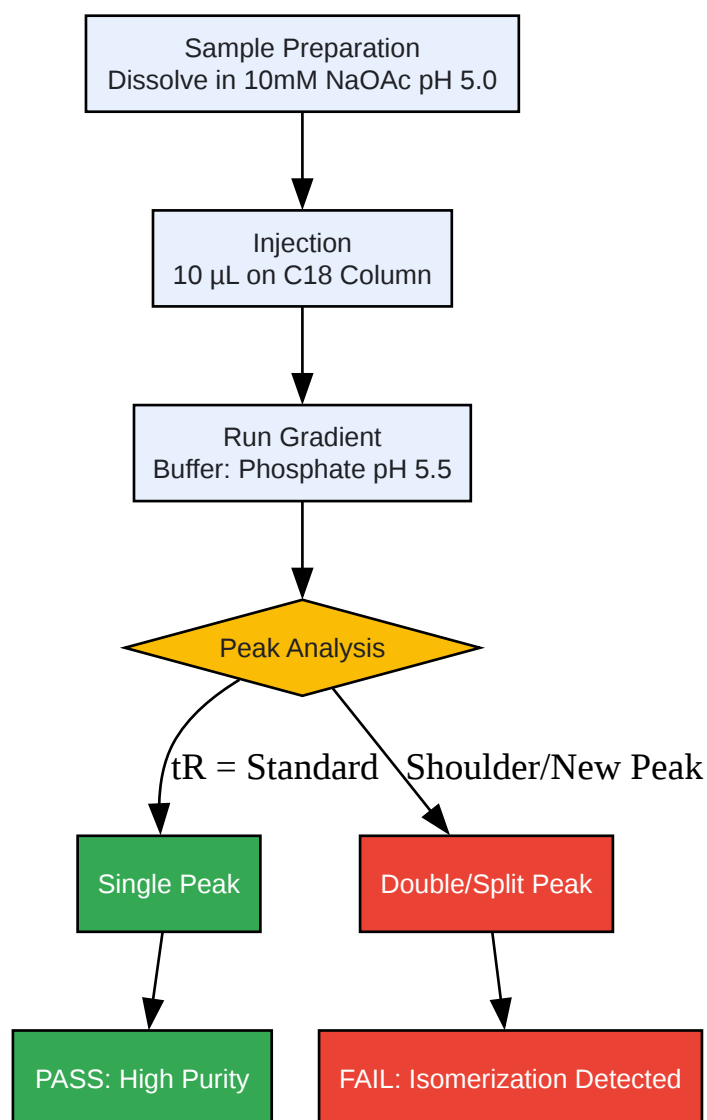 Sample Preparation
Dissolve in 10mM NaOAc pH 5.0
Injection
10 µL on C18 Column
Run Gradient
Buffer: Phosphate pH 5.5
Peak Analysis
tR = Standard
Shoulder/New Peak
Single Peak
Double/Split Peak
PASS: High Purity
FAIL: Isomerization Detected